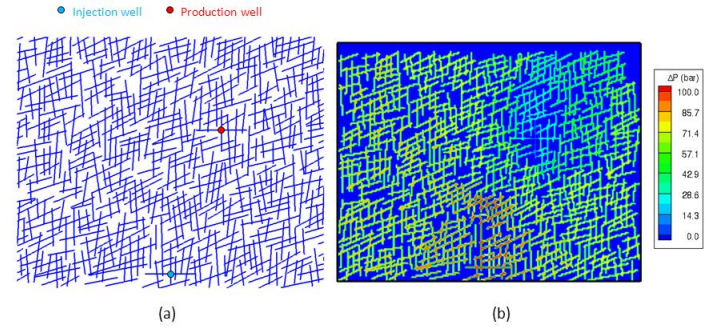 Injection well
Production well
ΔP (bar)
100.0
85.7
71.4
57.1
42.9
28.6
14.3
0.0
(a)
(b)